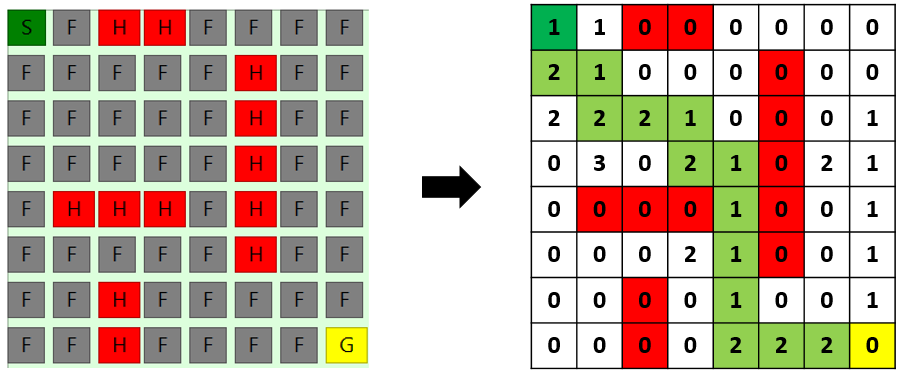 S F H H F F F F
F F F F F H F F
F F F F F H F F
F F F F F H F F
F H H H F H F F
F F F F F H F F
F F H F F F F F
F F H F F F F G
1 1 0 0 0 0 0 0
2 1 0 0 0 0 0 0
2 2 2 1 0 0 0 1
0 3 0 2 1 0 2 1
0 0 0 0 1 0 0 1
0 0 0 2 1 0 0 1
0 0 0 0 1 0 0 1
0 0 0 0 2 2 2 0